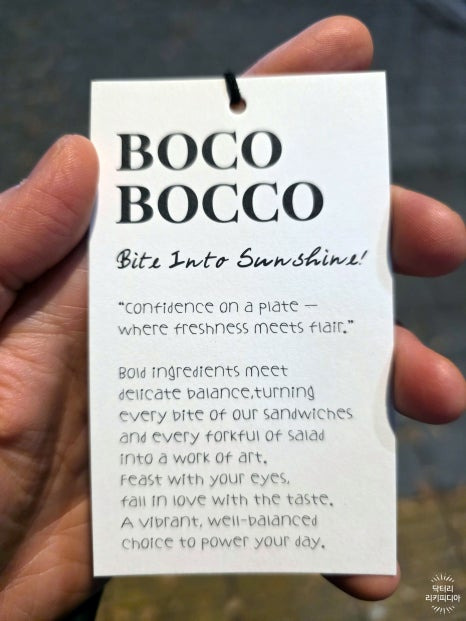 BOCO
BOCCO
Bite Into Sunshine!
"Confidence on a plate —
where freshness meets flair."
Bold ingredients meet
delicate balance,turning
every bite of our sandwiches
and every forkful of salad
into a work of art.
Feast with your eyes,
fall in love with the taste.
A vibrant, well-balanced
choice to power your day.
닥터리
리키피디아